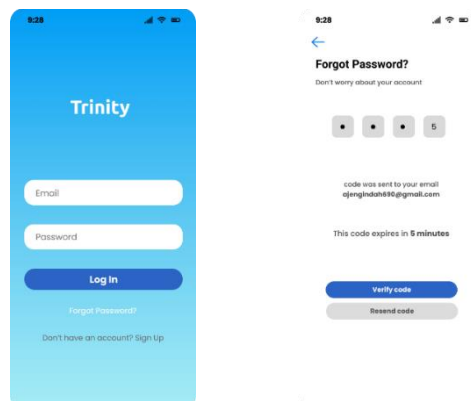 9:28
Trinity
Email
Password
Log In
Forgot Password?
Don't have an account? Sign Up
9:28
Forgot Password?
Don't worry about your account
5
code was sent to your email
ajengindah690@gmail.com
This code expires in 5 minutes
Verify code
Resend code